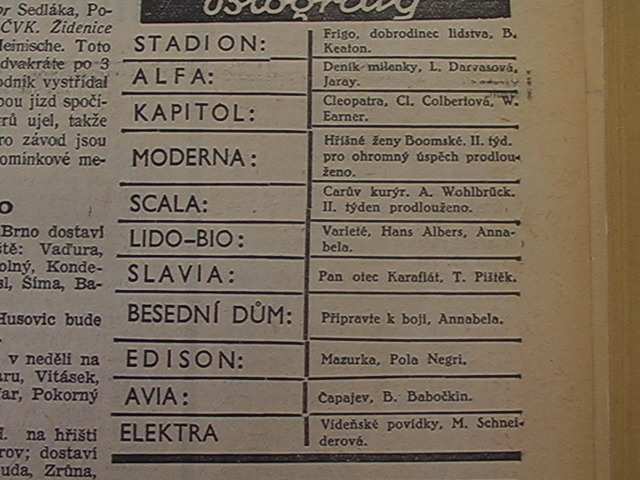 Biografy
STADION:
Frigo, dobrodinec lidstva, B.
Keaton.
ALFA:
Deník milenky, L. Darvasová,
Jaray.
KAPITOL:
Cleopatra, Cl. Colbertová, W.
Earner.
MODERNA:
Hříšné ženy Boomské. II. týd.
pro ohromný úspěch prodlou-
ženo.
SCALA:
Carův kurýr. A. Wohlbrück.
II. týden prodlouženo.
LIDO-BIO:
Varieté, Hans Albers, Anna-
bela.
SLAVIA:
Pan otec Karafiát, T. Pištěk.
BESEDNÍ DŮM:
Připravte k boji, Annabela.
EDISON:
Mazurka, Pola Negri.
AVIA:
Čapajev, B. Babočkin.
ELEKTRA
Vídeňské povídky, M. Schnei-
derová.
Sedláka, Po-
ČVK. Židenice
Heinische. Toto
dvakráte po 3
odník vystřídal
bou jízd spoči-
rů ujel, takže
ro závod jsou
omínkové me-
Brno dostaví
ště: Vaďura,
olný, Konde-
sl, Šíma, Ba-
Husovic bude
v neděli na
aru, Vitásek,
ľar, Pokorný
H. na hřišti
rov; dostaví
uda, Zrůna,